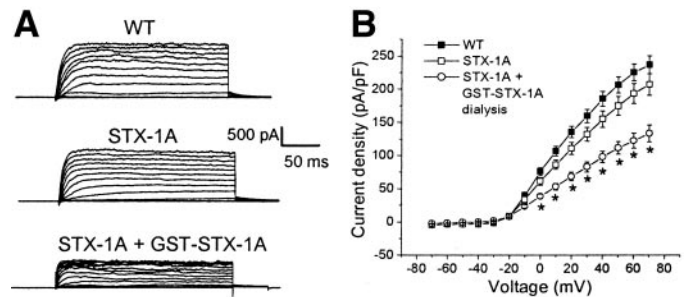 A
WT
STX-1A
500 pA
50 ms
STX-1A + GST-STX-1A
B
WT
STX-1A
STX-1A +
GST-STX-1A
dialysis
Current density (pA/pF)
250
200
150
100
50
0
-50
-80 -60 -40 -20 0 20 40 60 80
Voltage (mV)